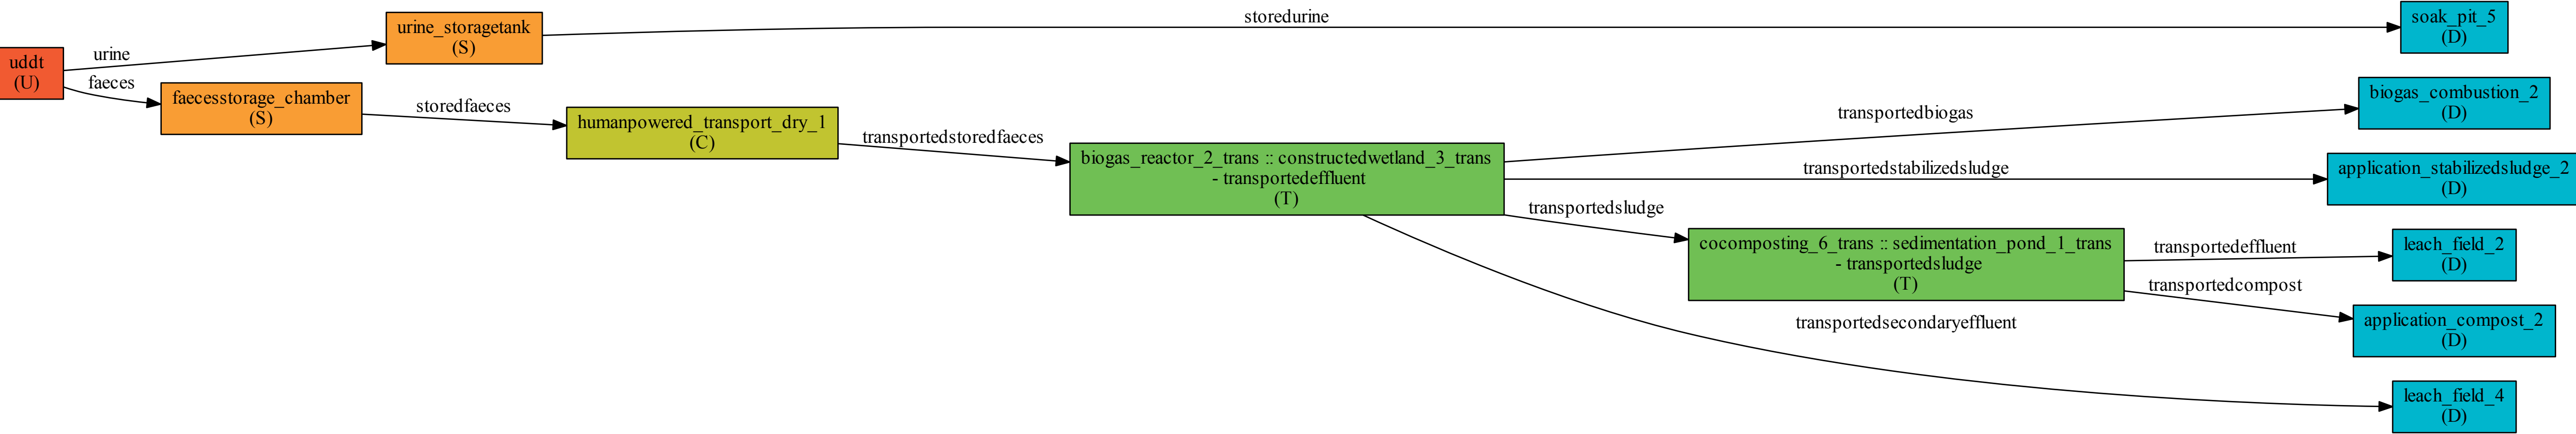 uddt
(U)
urine
faeces
urine_storagetank
(S)
faecesstorage_chamber
(S)
storedurine
storedfaeces
humanpowered_transport_dry_1
(C)
transportedstoredfaeces
biogas_reactor_2_trans :: constructedwetland_3_trans
- transportedeffluent
(T)
transportedbiogas
transportedstabilizedsludge
transportedsludge
transportedsecondaryeffluent
cocomposting_6_trans :: sedimentation_pond_1_trans
- transportedsludge
(T)
transportedeffluent
transportedcompost
soak_pit_5
(D)
biogas_combustion_2
(D)
application_stabilizedsludge_2
(D)
leach_field_2
(D)
application_compost_2
(D)
leach_field_4
(D)